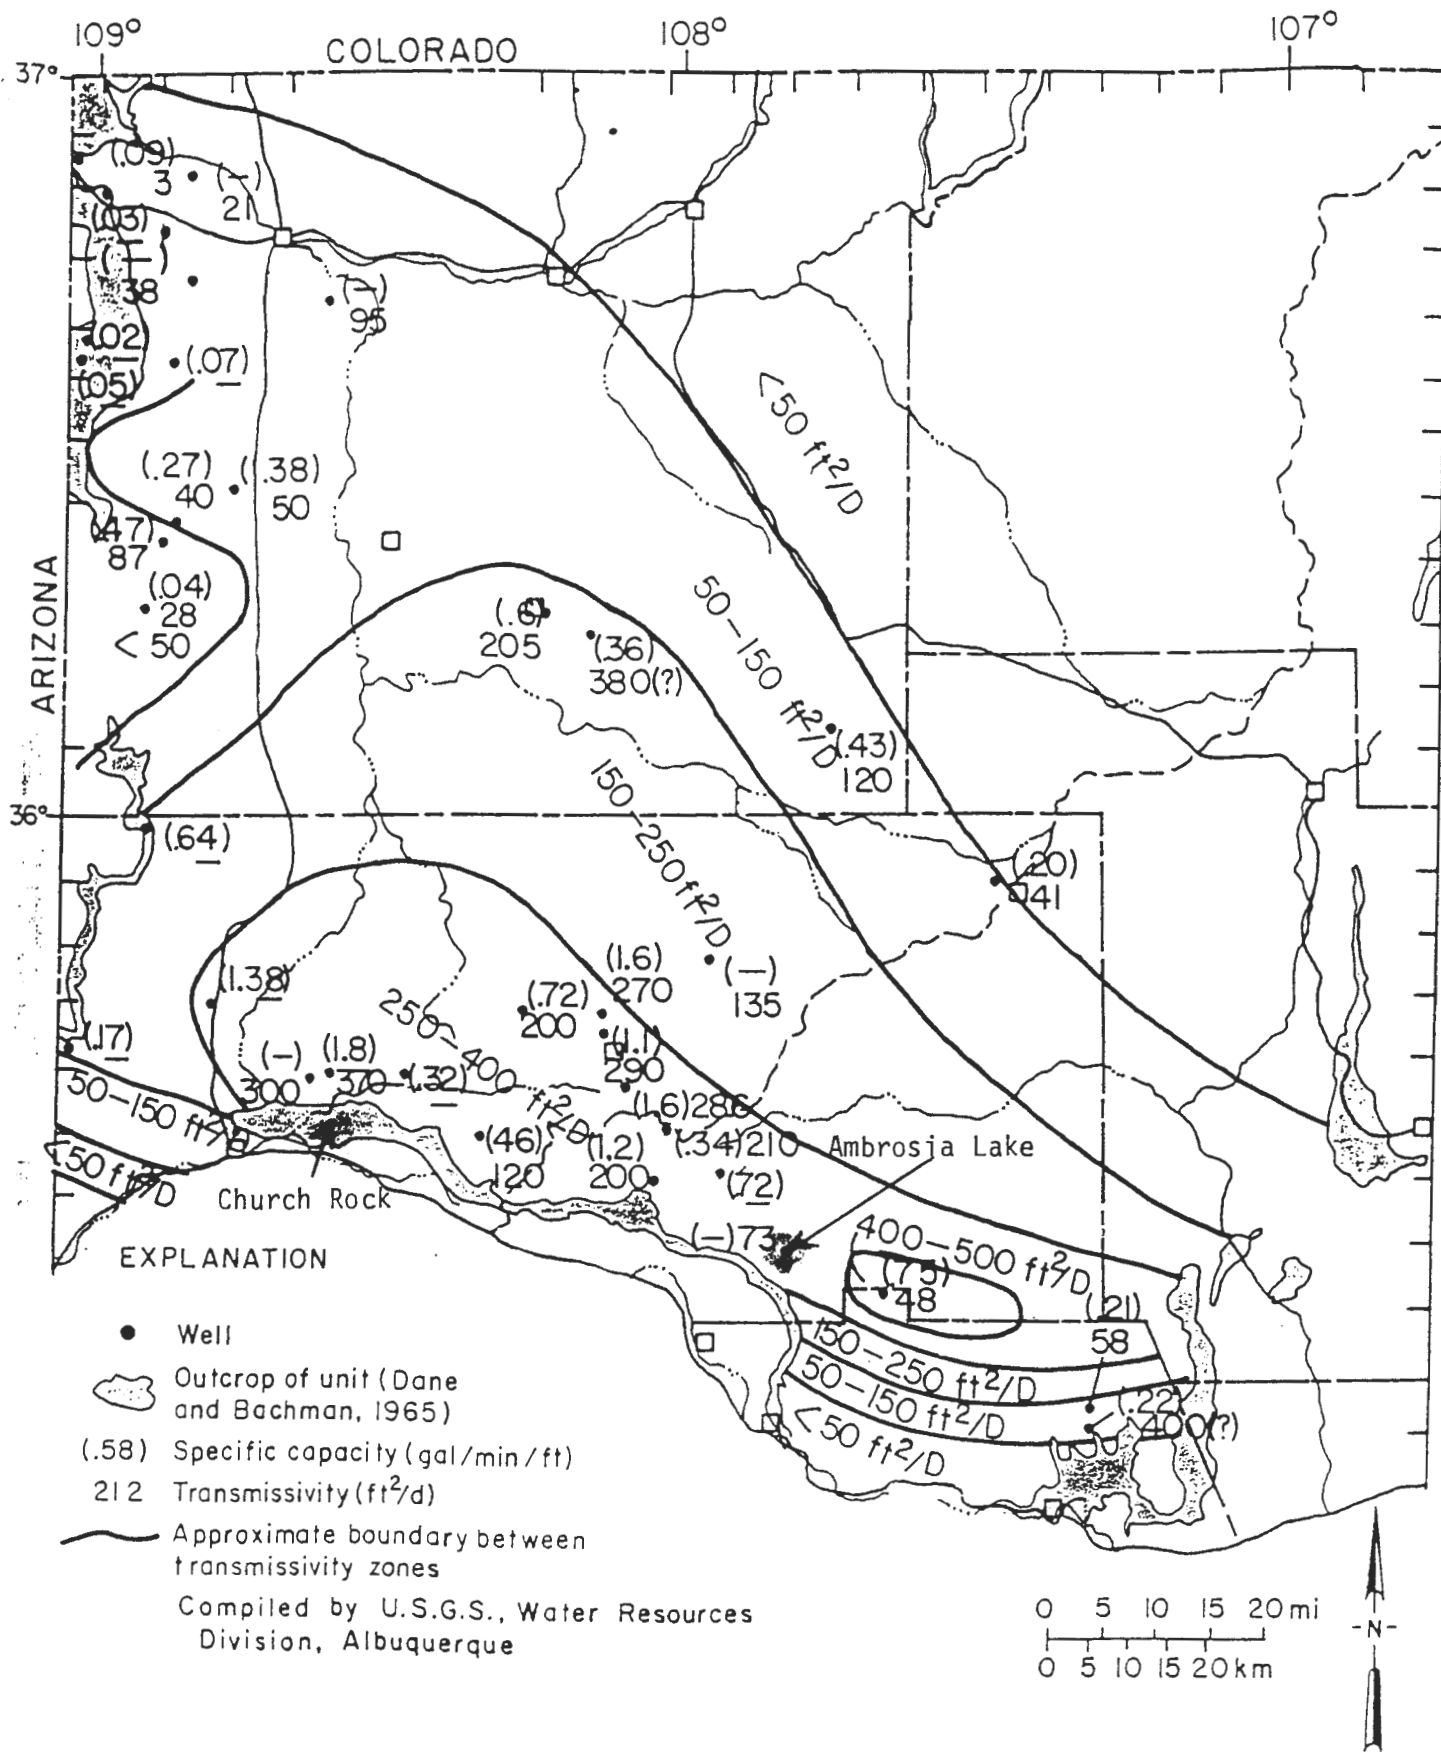 109° 108° 107°
COLORADO
37°
(.09)
3
(—)
21
(.03)
—
(—)
38
(—)
95
(.02
—
(.07)
—
(.05)
<50 ft²/D
(.27)
40
(.38)
50
(.47)
87
(.04)
28
<50
ARIZONA
50—150 ft²/D
(.6)
205
(.36)
380(?)
(.43)
120
150—250 ft²/D
36°
(.64)
—
(.20)
41
(1.38)
—
(1.6)
270
(—)
135
(.72)
200
250—400 ft²/D
(.17)
—
(—)
300
(1.8)
370
(.32)
—
(1.1)
290
50—150 ft²/D
(1.6)286
(.34)210
(46)
120
(1.2)
200
Ambrosia Lake
<50 ft²/D
(.72)
—
Church Rock
(—)73
400—500 ft²/D
(.75)
48
(.21)
58
150—250 ft²/D
50—150 ft²/D
(.22)
<50 ft²/D
400(?)
EXPLANATION
Well
Outcrop of unit (Dane
and Bachman, 1965)
(.58) Specific capacity (gal/min/ft)
212 Transmissivity (ft²/d)
Approximate boundary between
transmissivity zones
Compiled by U.S.G.S., Water Resources
Division, Albuquerque
0 5 10 15 20 mi
0 5 10 15 20 km
-N-